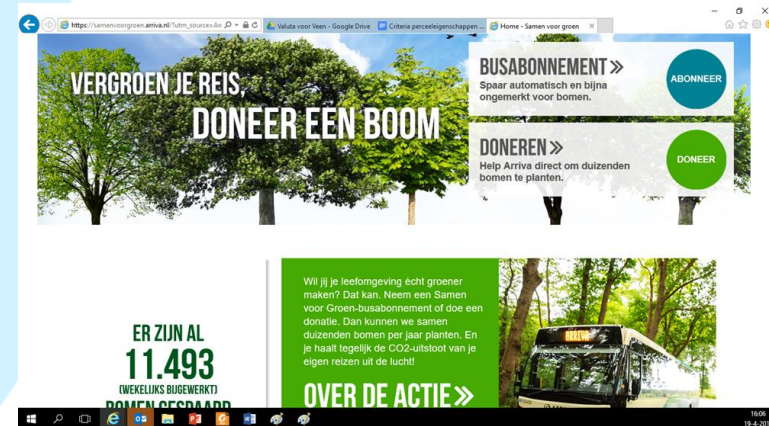 https://samenvoorgroen.arriva.nl/?utm_source=An
Valuta voor Veen - Google Drive
Criteria perceeleigenschappen ...
Home - Samen voor groen
VERGROEN JE REIS,
DONEER EEN BOOM
BUSABONNEMENT »
Spaar automatisch en bijna
ongemerkt voor bomen.
ABONNEER
DONEREN »
Help Arriva direct om duizenden
bomen te planten.
DONEER
ER ZIJN AL
11.493
(WEKELIJKS BIJGEWERKT)
BOMEN GESPAARD
Wil jij je leefomgeving écht groener
maken? Dat kan. Neem een Samen
voor Groen-busabonnement of doe een
donatie. Dan kunnen we samen
duizenden bomen per jaar planten. En
je haalt tegelijk de CO2-uitstoot van je
eigen reizen uit de lucht!
OVER DE ACTIE »
ARRIVA
16:06